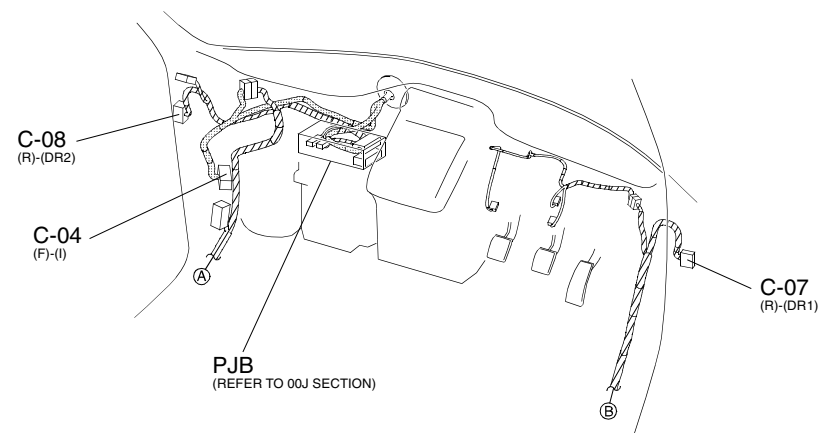 C-08
(R)-(DR2)
C-04
(F)-(I)
A
C-07
(R)-(DR1)
PJB
(REFER TO 00J SECTION)
B